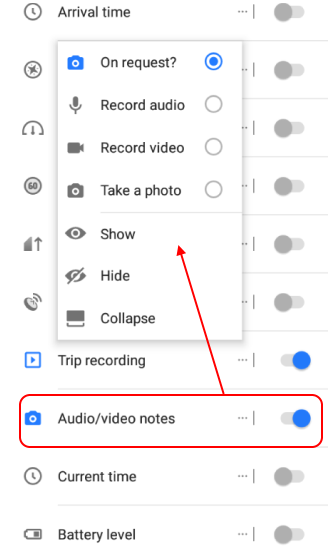 Arrival time
On request?
Record audio
Record video
60
Take a photo
Show
Hide
Collapse
Trip recording
Audio/video notes
Current time
Battery level